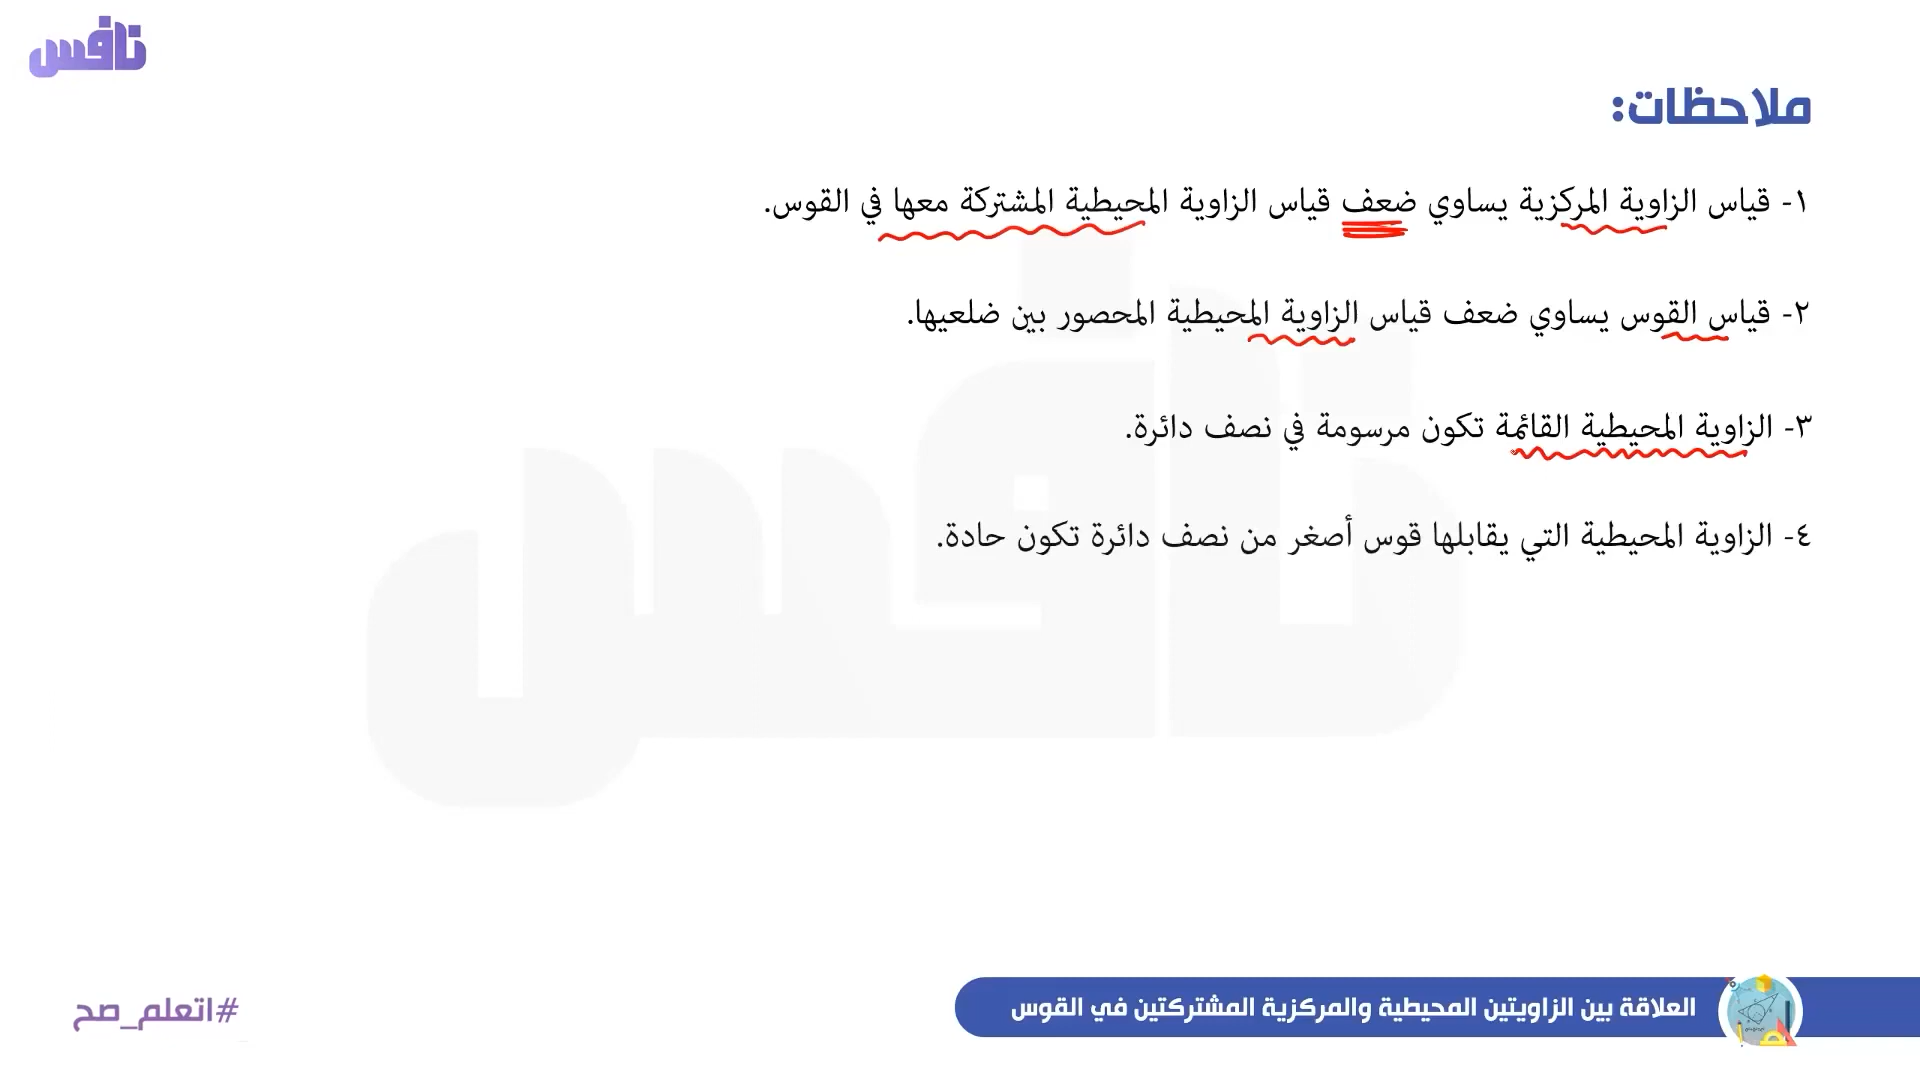 نافس
ملاحظات:
١- قياس الزاوية المركزية يساوي ضعف قياس الزاوية المحيطية المشتركة معها في القوس.
٢- قياس القوس يساوي ضعف قياس الزاوية المحيطية المحصور بين ضلعيها.
٣- الزاوية المحيطية القائمة تكون مرسومة في نصف دائرة.
٤- الزاوية المحيطية التي يقابلها قوس أصغر من نصف دائرة تكون حادة.
العلاقة بين الزاويتين المحيطية والمركزية المشتركتين في القوس
#اتعلم_صح